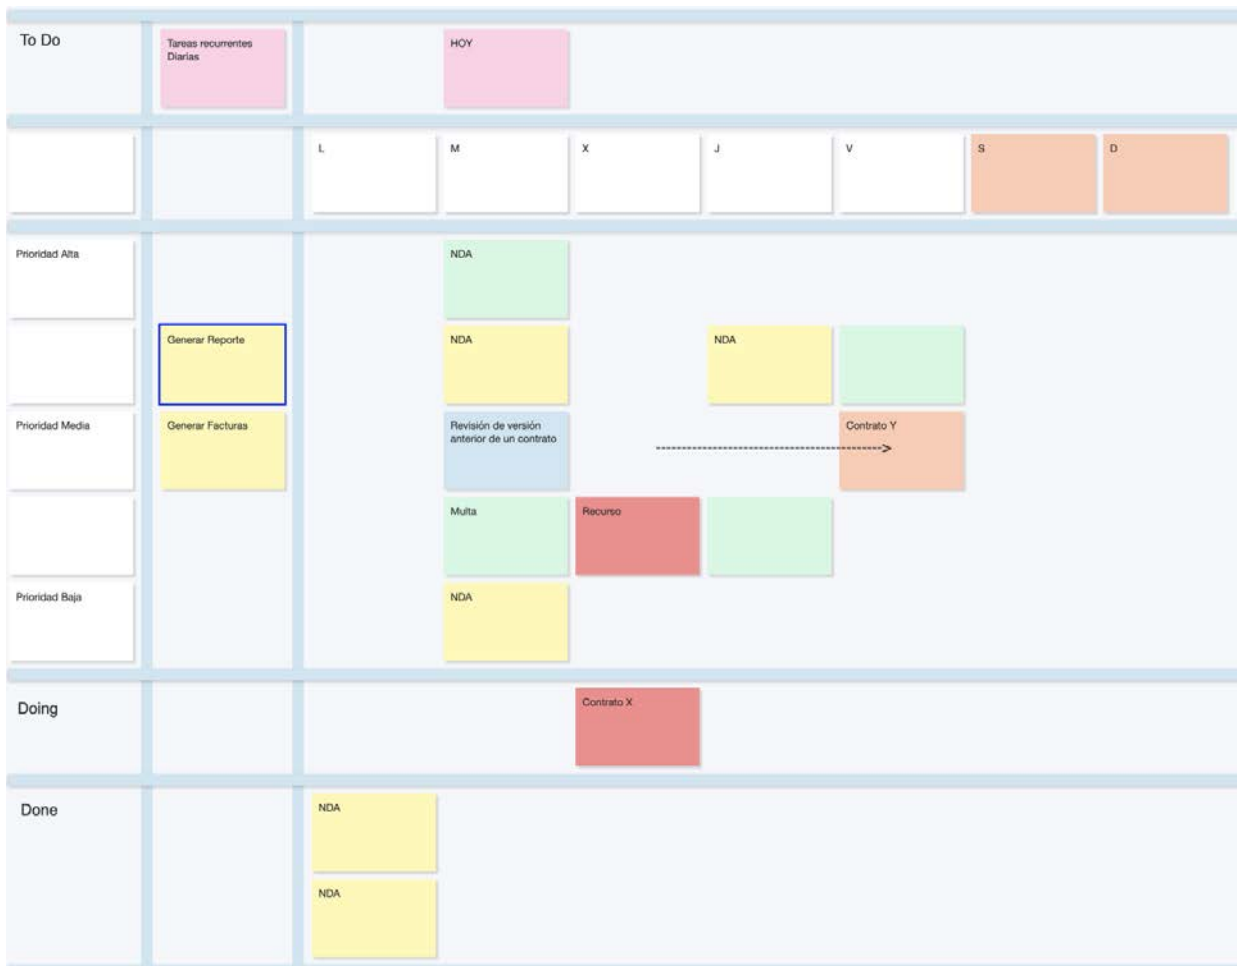 To Do
Tareas recurrentes
Diarias
HOY
L
M
X
J
V
S
D
Prioridad Alta
NDA
Generar Reporte
NDA
NDA
Prioridad Media
Generar Facturas
Revisión de versión
anterior de un contrato
Contrato Y
Multa
Recurso
Prioridad Baja
NDA
Doing
Contrato X
Done
NDA
NDA